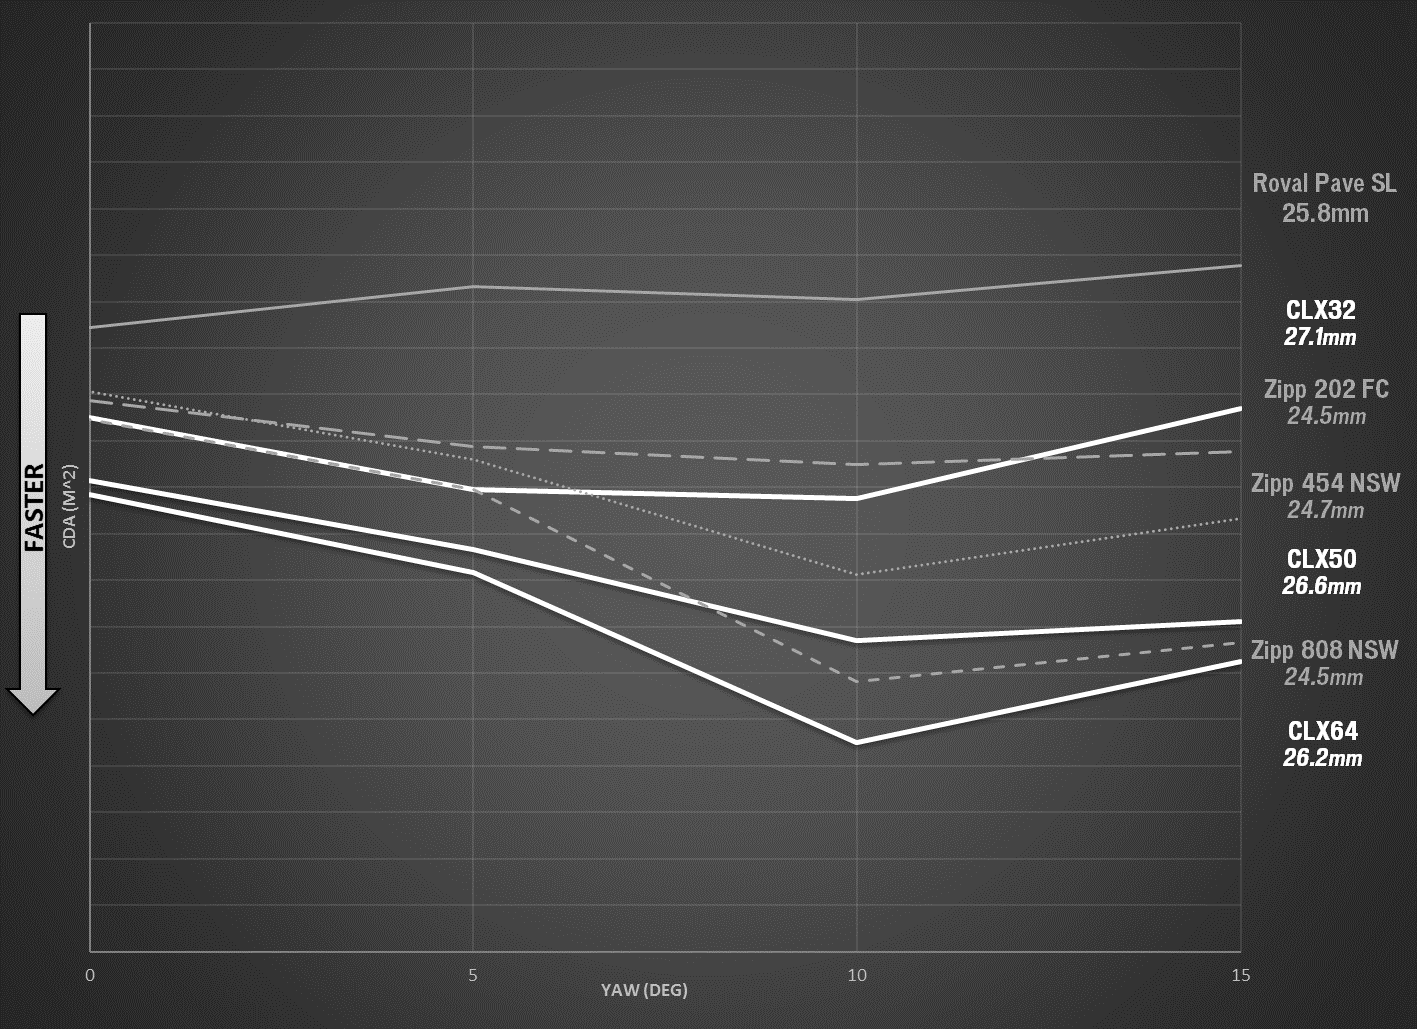 Roval Pave SL
25.8mm
CLX32
27.1mm
Zipp 202 FC
24.5mm
Zipp 454 NSW
24.7mm
CLX50
26.6mm
Zipp 808 NSW
24.5mm
CLX64
26.2mm
FASTER
CDA (M^2)
0
5
10
15
YAW (DEG)